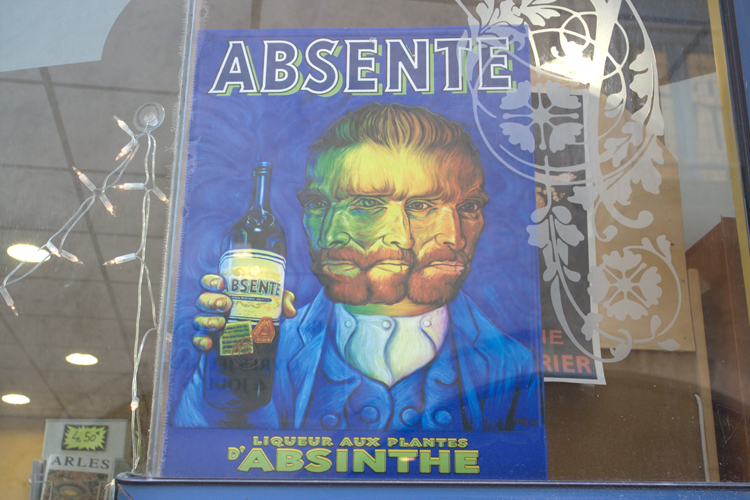 ABSENTE
ABSENTE
LIQUEUR AUX PLANTES
D'ABSINTHE
RIER
4,50
ARLES